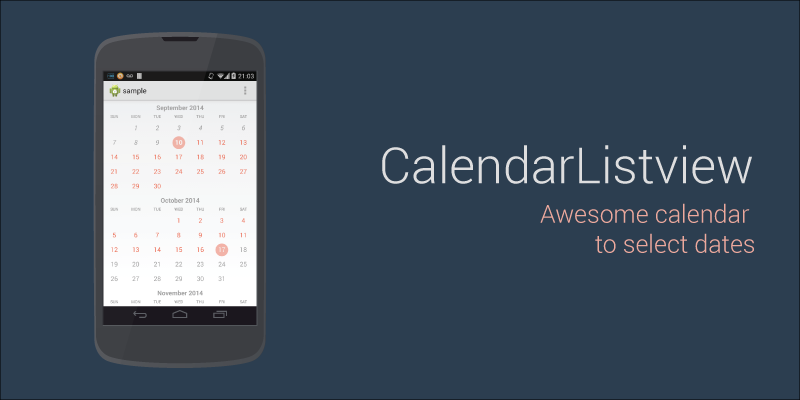 21:03
sample
September 2014
SUN MON TUE WED THU FRI SAT
1 2 3 4 5 6
7 8 9 10 11 12 13
14 15 16 17 18 19 20
21 22 23 24 25 26 27
28 29 30
October 2014
SUN MON TUE WED THU FRI SAT
1 2 3 4
5 6 7 8 9 10 11
12 13 14 15 16 17 18
19 20 21 22 23 24 25
26 27 28 29 30 31
November 2014
SUN MON TUE WED THU FRI SAT
CalendarListview
Awesome calendar
to select dates